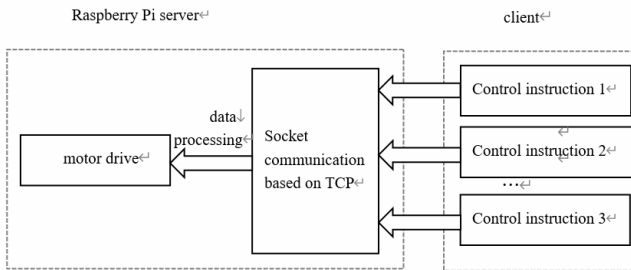 Raspberry Pi server↵
client↵
data↓
processing↵
Socket
communication
based on TCP↵
motor drive↵
Control instruction 1↵
↵
Control instruction 2↵
↵
…↵
Control instruction 3↵